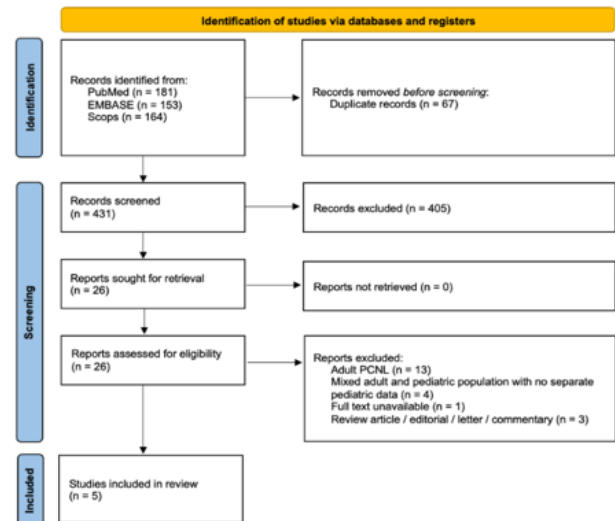 Identification of studies via databases and registers
Identification
Records identified from:
PubMed (n = 181)
EMBASE (n = 153)
Scops (n = 164)
Records removed before screening:
Duplicate records (n = 67)
Screening
Records screened
(n = 431)
Records excluded (n = 405)
Reports sought for retrieval
(n = 26)
Reports not retrieved (n = 0)
Reports assessed for eligibility
(n = 26)
Reports excluded:
Adult PCNL (n = 13)
Mixed adult and pediatric population with no separate
pediatric data (n = 4)
Full text unavailable (n = 1)
Review article / editorial / letter / commentary (n = 3)
Included
Studies included in review
(n = 5)